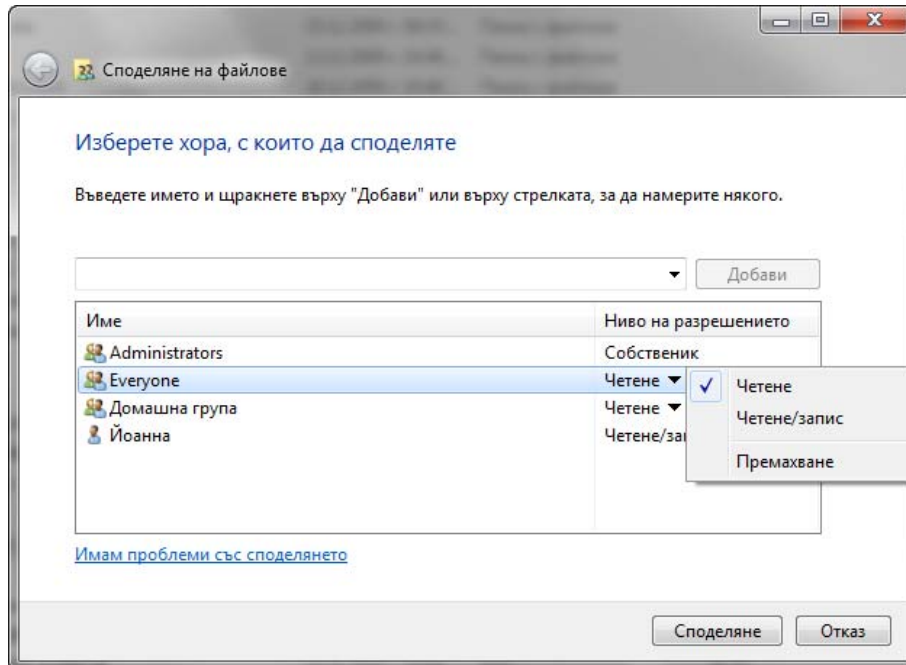 Споделяне на файлове
Изберете хора, с които да споделяте
Въведете името и щракнете върху "Добави" или върху стрелката, за да намерите някого.
Добави
Име Ниво на разрешението
Administrators Собственик
Everyone Четене
Домашна група Четене
Йоанна Четене/за
Четене
Четене/запис
Премахване
Имам проблеми със споделянето
Споделяне Отказ